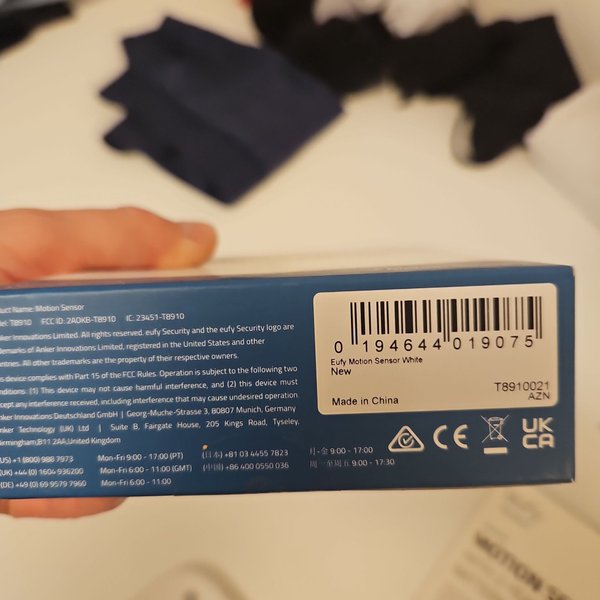 duct Name: Motion Sensor
del: T8910 FCC ID: 2AOKB-T8910 IC: 23451-T8910
nker Innovations Limited. All rights reserved. eufy Security and the eufy Security logo are
demarks of Anker Innovations Limited, registered in the United States and other
ntries. All other trademarks are the property of their respective owners.
is device complies with Part 15 of the FCC Rules. Operation is subject to the following two
nditions: (1) This device may not cause harmful interference, and (2) this device must
cept any interference received, including interference that may cause undesired operation.
nker Innovations Deutschland GmbH | Georg-Muche-Strasse 3, 80807 Munich, Germany
nker Technology (UK) Ltd | Suite B, Fairgate House, 205 Kings Road, Tyseley,
irmingham,B11 2AA,United Kingdom
(US) +1 (800) 988 7973 Mon-Fri 9:00 - 17:00 (PT) (日本) +81 03 4455 7823 月-金 9:00 - 17:00
(UK) +44 (0) 1604 936200 Mon-Fri 6:00 - 11:00 (GMT) (中国) +86 400 0550 036 周一至周五 9:00 - 17:30
(DE) +49 (0) 69 9579 7960 Mon-Fri 6:00 - 11:00
0 194644 019075
Eufy Motion Sensor White
New
T8910021
AZN
Made in China
CE
UK
CA
MOTION SE